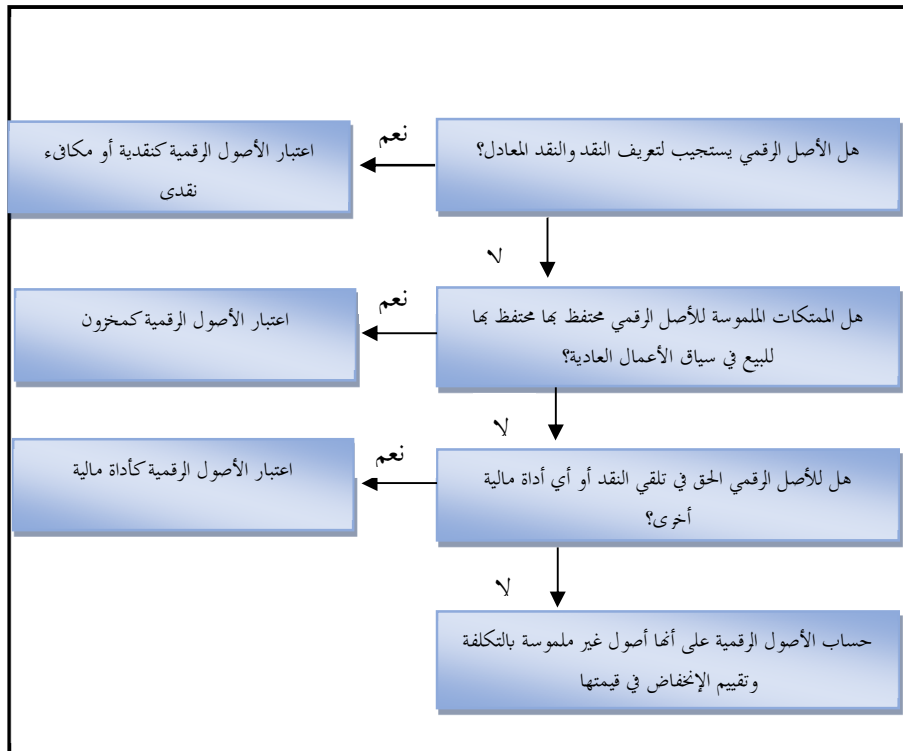 هل الأصل الرقمي يستجيب لتعريف النقد والنقد المعادل؟
نعم
اعتبار الأصول الرقمية كنقدية أو مكافىء
نقدى
لا
هل الممتكات الملموسة للأصل الرقمي محتفظ بها محتفظ بها
للبيع في سياق الأعمال العادية؟
نعم
اعتبار الأصول الرقمية كمخزون
لا
هل للأصل الرقمي الحق في تلقي النقد أو أي أداة مالية
أخرى؟
نعم
اعتبار الأصول الرقمية كأداة مالية
لا
حساب الأصول الرقمية على أنها أصول غير ملموسة بالتكلفة
وتقييم الإنخفاض في قيمتها